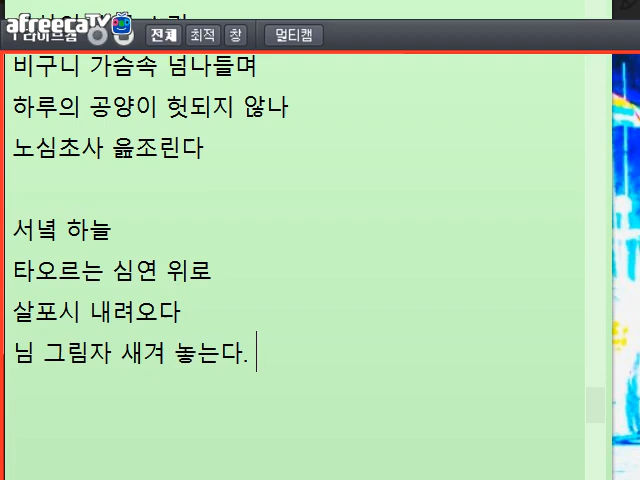 afreecaTV
전체 최적 창 멀티캠
비구니 가슴속 넘나들며
하루의 공양이 헛되지 않나
노심초사 읊조린다
서녘 하늘
타오르는 심연 위로
살포시 내려오다
님 그림자 새겨 놓는다.